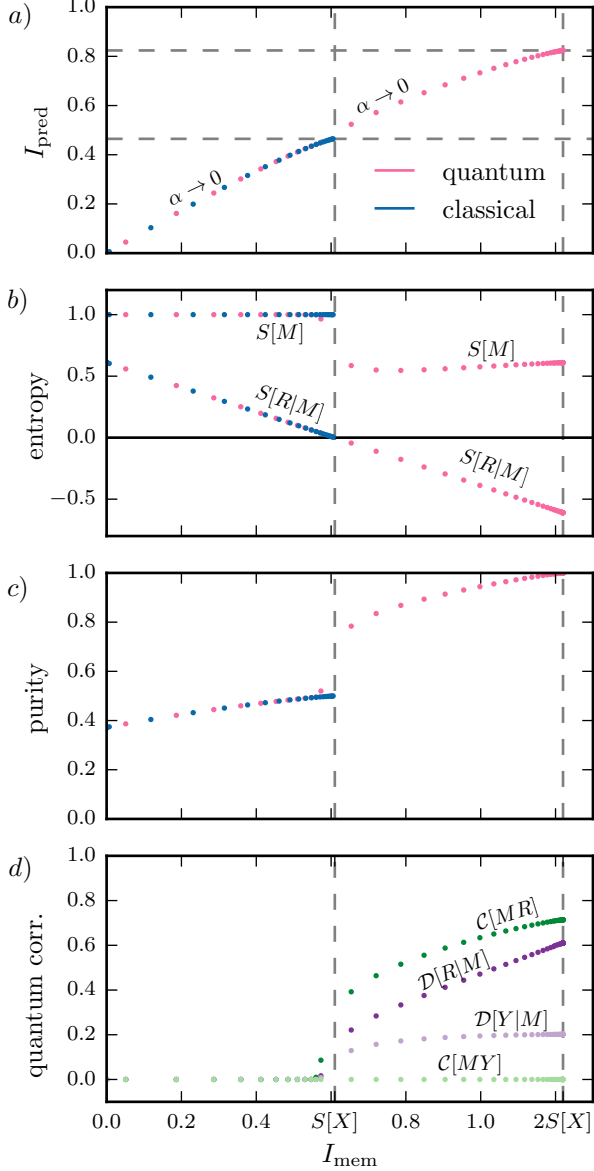 a)
1.0
0.8
0.6
0.4
0.2
0.0
I_pred
α → 0
α → 0
quantum
classical
b)
1.0
0.5
0.0
−0.5
entropy
S[M]
S[M]
S[R|M]
S[R|M]
c)
1.0
0.8
0.6
0.4
0.2
0.0
purity
d)
1.0
0.8
0.6
0.4
0.2
0.0
quantum corr.
𝒞[MR]
𝒟[R|M]
𝒟[Y|M]
𝒞[MY]
0.0 0.2 0.4 S[X] 0.8 1.0 2S[X]
I_mem